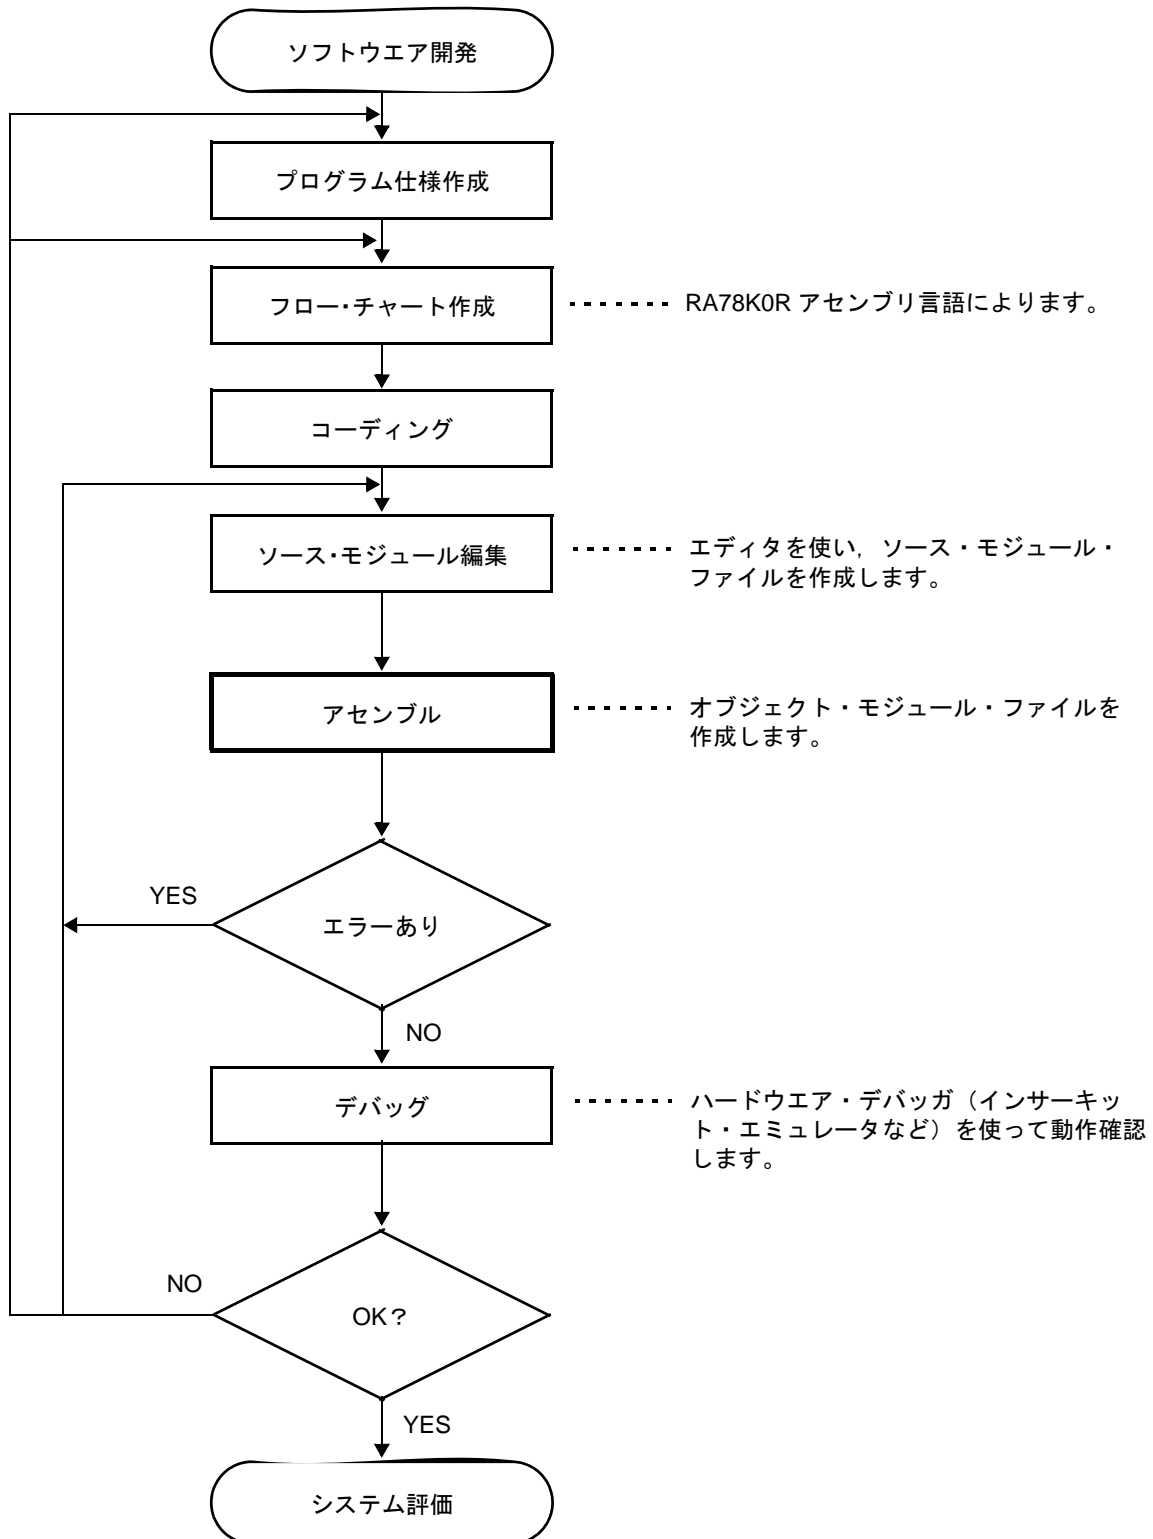 ソフトウエア開発
プログラム仕様作成
フロー・チャート作成
RA78K0R アセンブリ言語によります。
コーディング
ソース・モジュール編集
エディタを使い，ソース・モジュール・
ファイルを作成します。
アセンブル
オブジェクト・モジュール・ファイルを
作成します。
YES
エラーあり
NO
デバッグ
ハードウエア・デバッガ（インサーキッ
ト・エミュレータなど）を使って動作確認
します。
NO
OK？
YES
システム評価